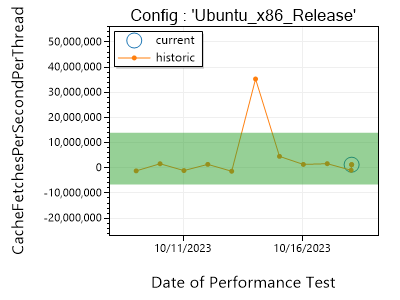 Config : 'Ubuntu_x86_Release'
current
historic
50,000,000
40,000,000
30,000,000
20,000,000
10,000,000
0
-10,000,000
-20,000,000
CacheFetchesPerSecondPerThread
10/11/2023
10/16/2023
Date of Performance Test